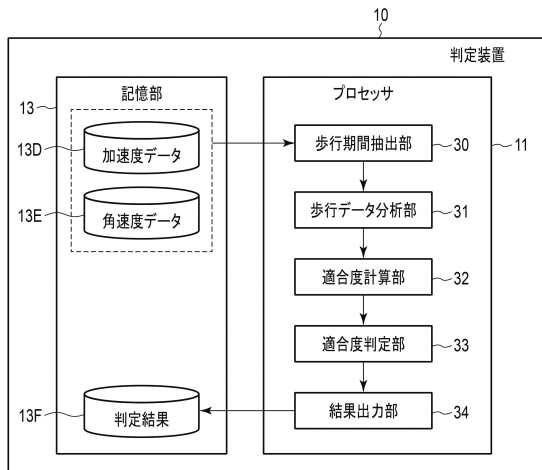 10
判定装置
記憶部
プロセッサ
13
13D
加速度データ
13E
角速度データ
歩行期間抽出部
30
11
歩行データ分析部
31
適合度計算部
32
適合度判定部
33
13F
判定結果
結果出力部
34